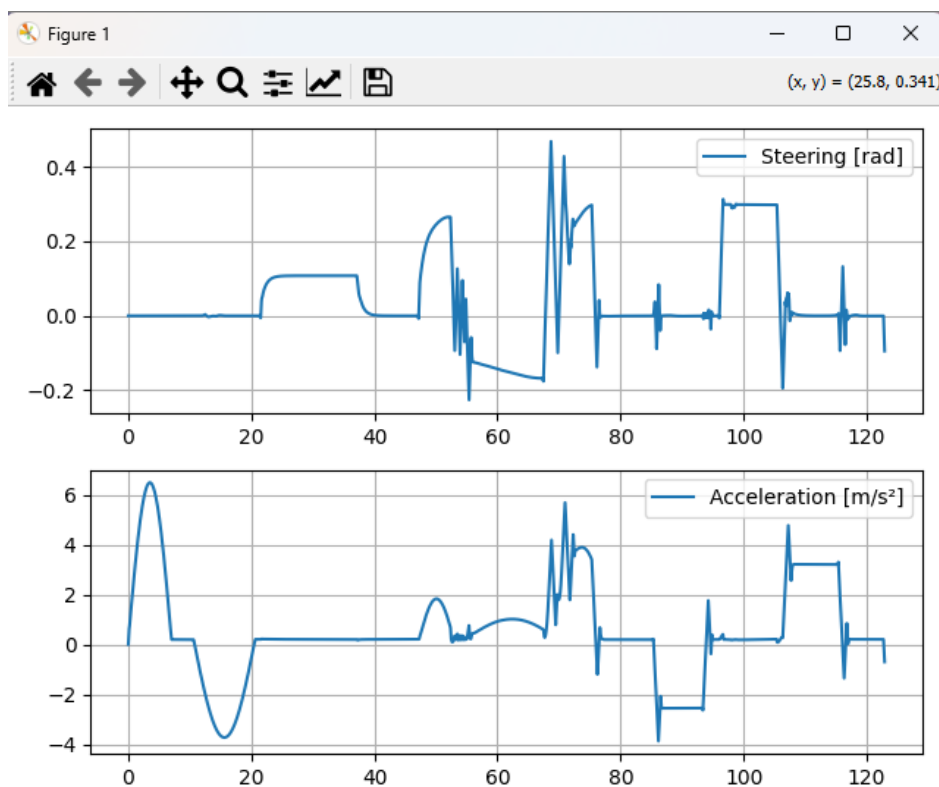 Figure 1
(x, y) = (25.8, 0.341)
Steering [rad]
0.4
0.2
0.0
−0.2
0 20 40 60 80 100 120
Acceleration [m/s²]
6
4
2
0
−2
−4
0 20 40 60 80 100 120